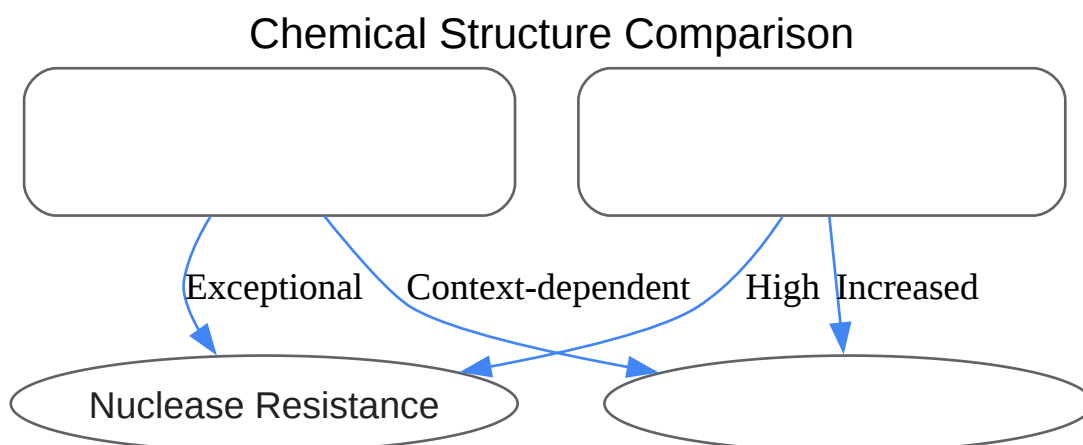 Chemical Structure Comparison
Exceptional
Context-dependent
High
Increased
Nuclease Resistance